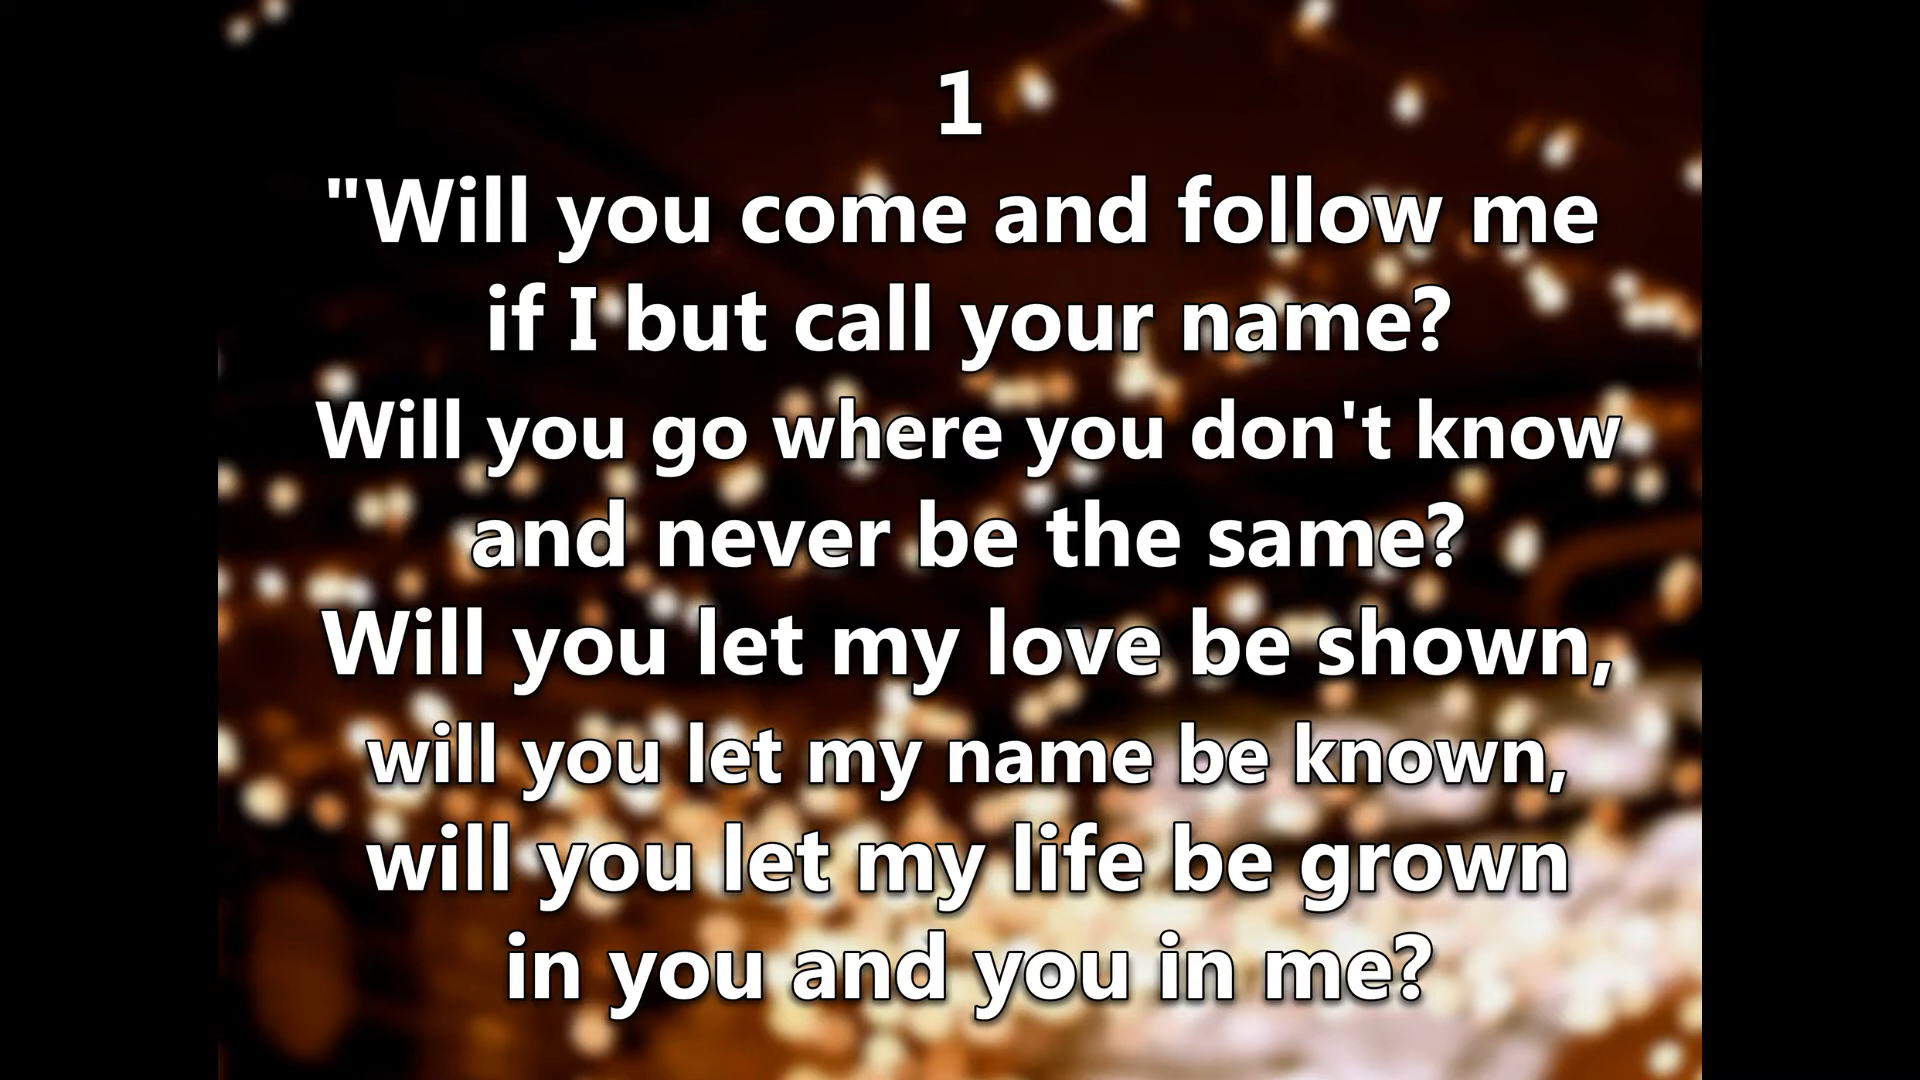 1
"Will you come and follow me
if I but call your name?
Will you go where you don't know
and never be the same?
Will you let my love be shown,
will you let my name be known,
will you let my life be grown
in you and you in me?